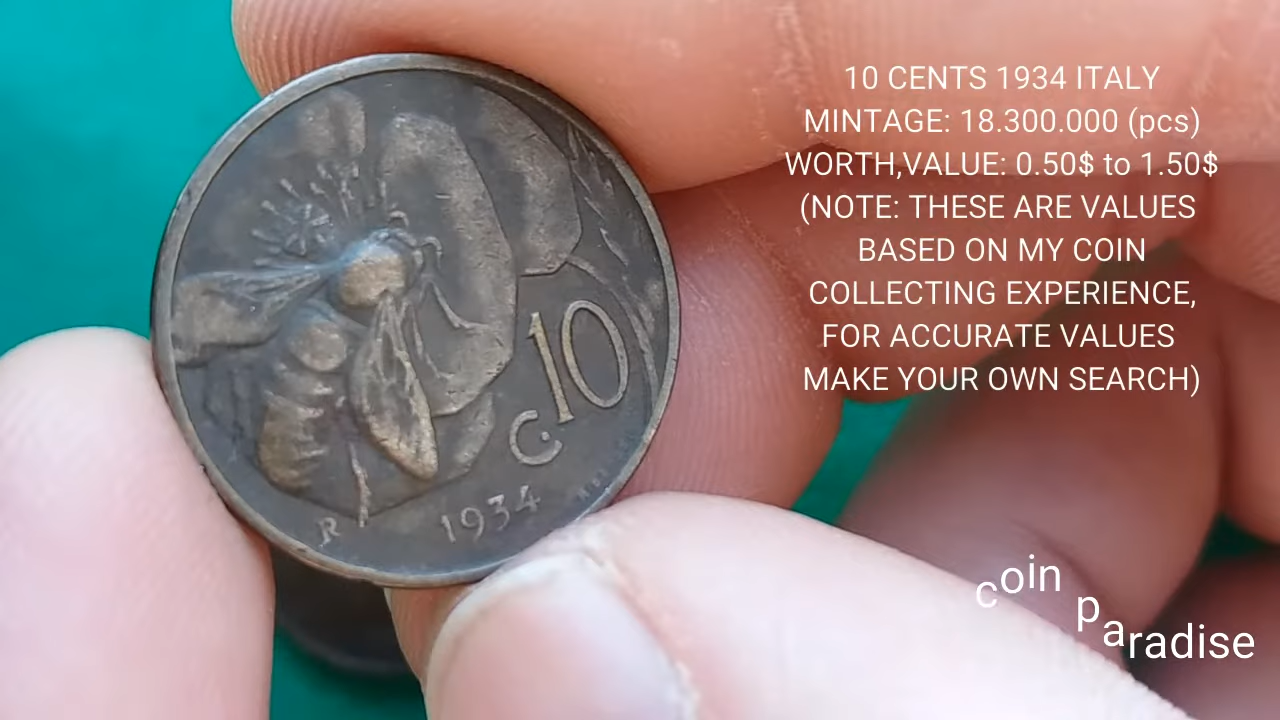 10 CENTS 1934 ITALY
MINTAGE: 18.300.000 (pcs)
WORTH,VALUE: 0.50$ to 1.50$
(NOTE: THESE ARE VALUES
BASED ON MY COIN
COLLECTING EXPERIENCE,
FOR ACCURATE VALUES
MAKE YOUR OWN SEARCH)
10
C.
R 1934
coin
paradise